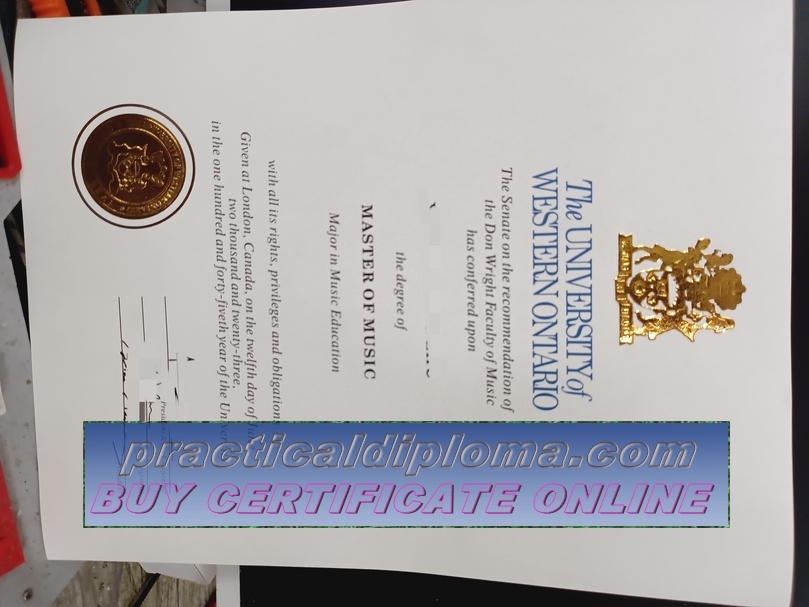 The UNIVERSITY of
WESTERN ONTARIO
The Senate on the recommendation of
the Don Wright Faculty of Music
has conferred upon
the degree of
MASTER OF MUSIC
Major in Music Education
with all its rights, privileges and obligations
Given at London, Canada, on the twelfth day of
two thousand and twenty-three,
in the one hundred and forty-fiveth year of the
practicaldiploma.com
BUY CERTIFICATE ONLINE